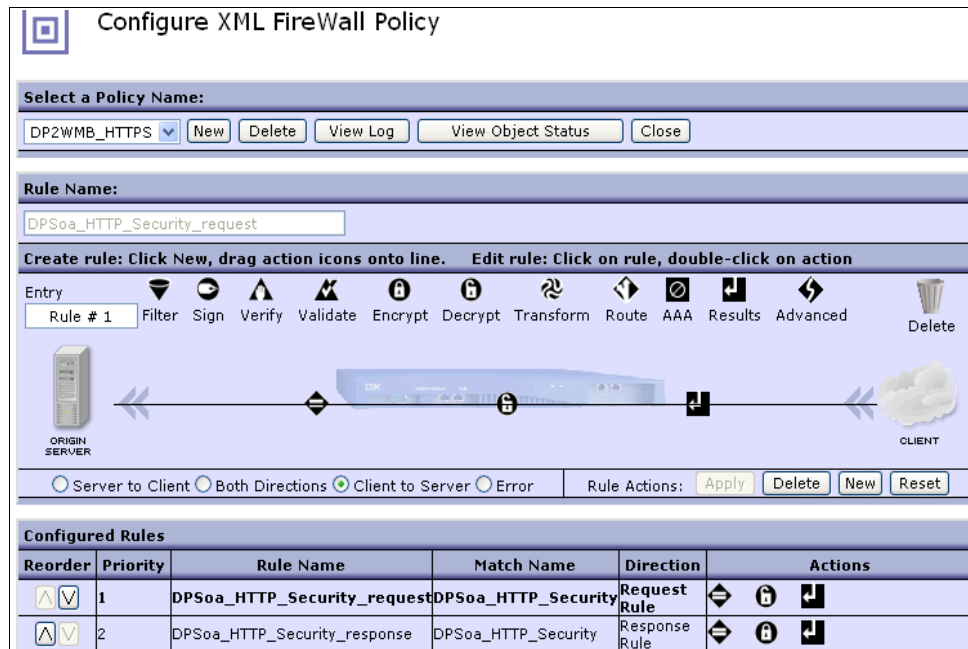 Configure XML FireWall Policy
Select a Policy Name:
DP2WMB_HTTPS New Delete View Log View Object Status Close
Rule Name:
DPSoa_HTTP_Security_request
Create rule: Click New, drag action icons onto line. Edit rule: Click on rule, double-click on action
Entry
Rule # 1 Filter Sign Verify Validate Encrypt Decrypt Transform Route AAA Results Advanced
Delete
IBM
ORIGIN
SERVER
CLIENT
Server to Client Both Directions Client to Server Error Rule Actions: Apply Delete New Reset
Configured Rules
Reorder Priority Rule Name Match Name Direction Actions
1 DPSoa_HTTP_Security_request DPSoa_HTTP_Security Request
Rule
2 DPSoa_HTTP_Security_response DPSoa_HTTP_Security Response
Rule